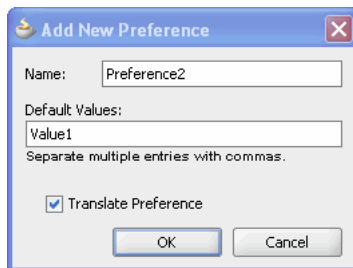 Add New Preference
Name: Preference2
Default Values:
Value1
Separate multiple entries with commas.
Translate Preference
OK Cancel